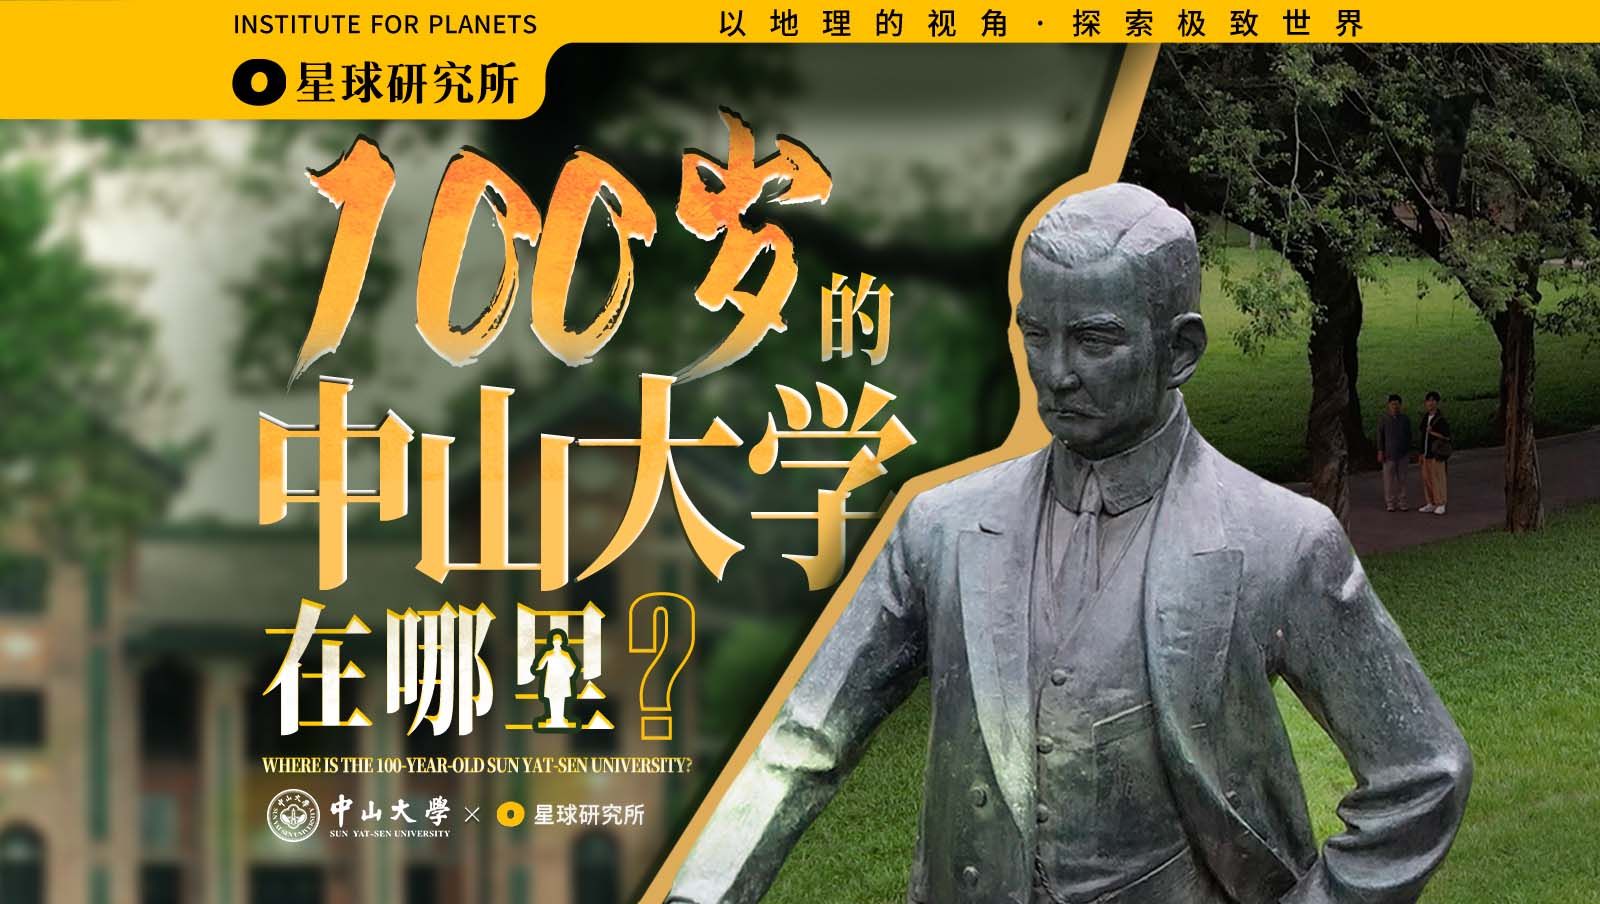 INSTITUTE FOR PLANETS
以地理的视角·探索极致世界
星球研究所
100岁的
中山大学
在哪里?
WHERE IS THE 100-YEAR-OLD SUN YAT-SEN UNIVERSITY?
中山大學 × 星球研究所
SUN YAT-SEN UNIVERSITY